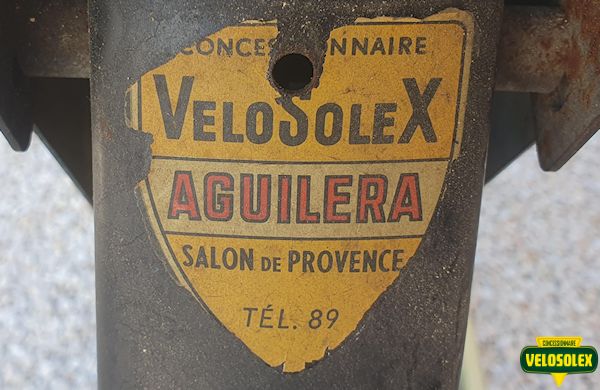 CONCESSIONNAIRE
VELOSOLEX
AGUILERA
SALON DE PROVENCE
TÉL. 89
CONCESSIONNAIRE
VELOSOLEX